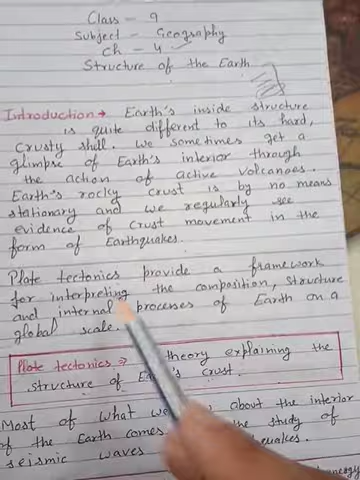 Class - 9
Subject - Geography
Ch - 4
Structure of the Earth
Introduction → Earth's inside structure
is quite different to its hard,
crusty shell. We sometimes get a
glimpse of Earth's interior through
the action of active volcanoes.
Earth's rocky crust is by no means
stationary and we regularly see
evidence of crust movement in the
form of Earthquakes.
Plate tectonics provide a framework
for interpreting the composition, structure
and internal processes of Earth on a
global scale.
Plate tectonics → theory explaining the
structure of Earth's crust.
Most of what we about the interior
of the Earth comes the study of
seismic waves